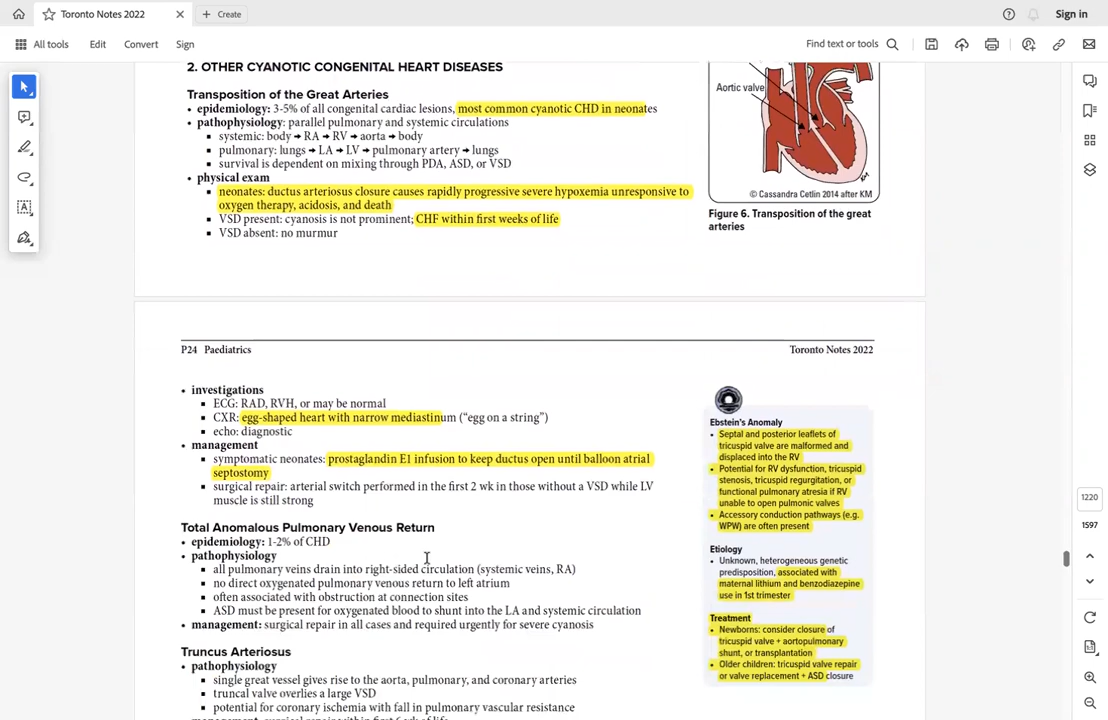 Toronto Notes 2022
Create
Sign in
All tools
Edit
Convert
Sign
Find text or tools
2. OTHER CYANOTIC CONGENITAL HEART DISEASES
Transposition of the Great Arteries
• epidemiology: 3-5% of all congenital cardiac lesions, most common cyanotic CHD in neonates
• pathophysiology: parallel pulmonary and systemic circulations
▪ systemic: body → RA → RV → aorta → body
▪ pulmonary: lungs → LA → LV → pulmonary artery → lungs
▪ survival is dependent on mixing through PDA, ASD, or VSD
• physical exam
▪ neonates: ductus arteriosus closure causes rapidly progressive severe hypoxemia unresponsive to
oxygen therapy, acidosis, and death
▪ VSD present: cyanosis is not prominent; CHF within first weeks of life
▪ VSD absent: no murmur
Aortic valve
KM
© Cassandra Cetlin 2014 after KM
Figure 6. Transposition of the great
arteries
P24 Paediatrics
Toronto Notes 2022
• investigations
▪ ECG: RAD, RVH, or may be normal
▪ CXR: egg-shaped heart with narrow mediastinum (“egg on a string”)
▪ echo: diagnostic
• management
▪ symptomatic neonates: prostaglandin E1 infusion to keep ductus open until balloon atrial
septostomy
▪ surgical repair: arterial switch performed in the first 2 wk in those without a VSD while LV
muscle is still strong
Total Anomalous Pulmonary Venous Return
• epidemiology: 1-2% of CHD
• pathophysiology
▪ all pulmonary veins drain into right-sided circulation (systemic veins, RA)
▪ no direct oxygenated pulmonary venous return to left atrium
▪ often associated with obstruction at connection sites
▪ ASD must be present for oxygenated blood to shunt into the LA and systemic circulation
• management: surgical repair in all cases and required urgently for severe cyanosis
Truncus Arteriosus
• pathophysiology
▪ single great vessel gives rise to the aorta, pulmonary, and coronary arteries
▪ truncal valve overlies a large VSD
▪ potential for coronary ischemia with fall in pulmonary vascular resistance
• management: surgical repair within first 6 wk of life
Ebstein's Anomaly
• Septal and posterior leaflets of
tricuspid valve are malformed and
displaced into the RV
• Potential for RV dysfunction, tricuspid
stenosis, tricuspid regurgitation, or
functional pulmonary atresia if RV
unable to open pulmonic valves
• Accessory conduction pathways (e.g.
WPW) are often present
Etiology
• Unknown, heterogeneous genetic
predisposition, associated with
maternal lithium and benzodiazepine
use in 1st trimester
Treatment
• Newborns: consider closure of
tricuspid valve + aortopulmonary
shunt, or transplantation
• Older children: tricuspid valve repair
or valve replacement + ASD closure
1220
1597